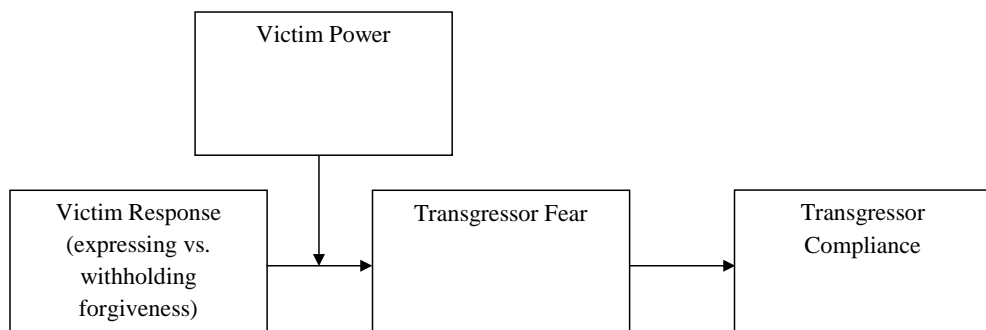 Victim Power
Victim Response
(expressing vs.
withholding
forgiveness)
Transgressor Fear
Transgressor
Compliance